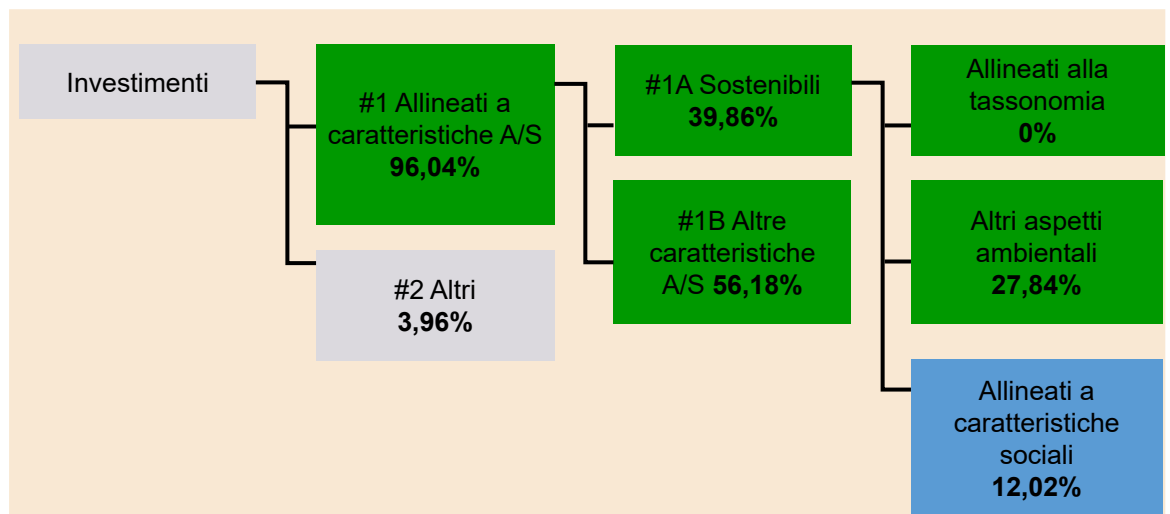 Investimenti
#1 Allineati a
caratteristiche A/S
96,04%
#2 Altri
3,96%
#1A Sostenibili
39,86%
#1B Altre
caratteristiche
A/S 56,18%
Allineati alla
tassonomia
0%
Altri aspetti
ambientali
27,84%
Allineati a
caratteristiche
sociali
12,02%